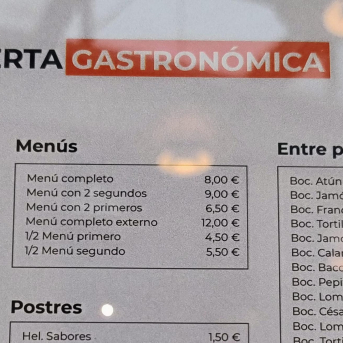 ERTA GASTRONÓMICA
Menús
Menú completo 8,00 €
Menú con 2 segundos 9,00 €
Menú con 2 primeros 6,50 €
Menú completo externo 12,00 €
1/2 Menú primero 4,50 €
1/2 Menú segundo 5,50 €
Postres
Hel. Sabores 1,50 €
Entre p
Boc. Atún
Boc. Jamó
Boc. Fran
Boc. Tortil
Boc. Jamo
Boc. Cala
Boc. Baco
Boc. Pepi
Boc. Lom
Boc. Césa
Boc. Lom
Boc. Torti